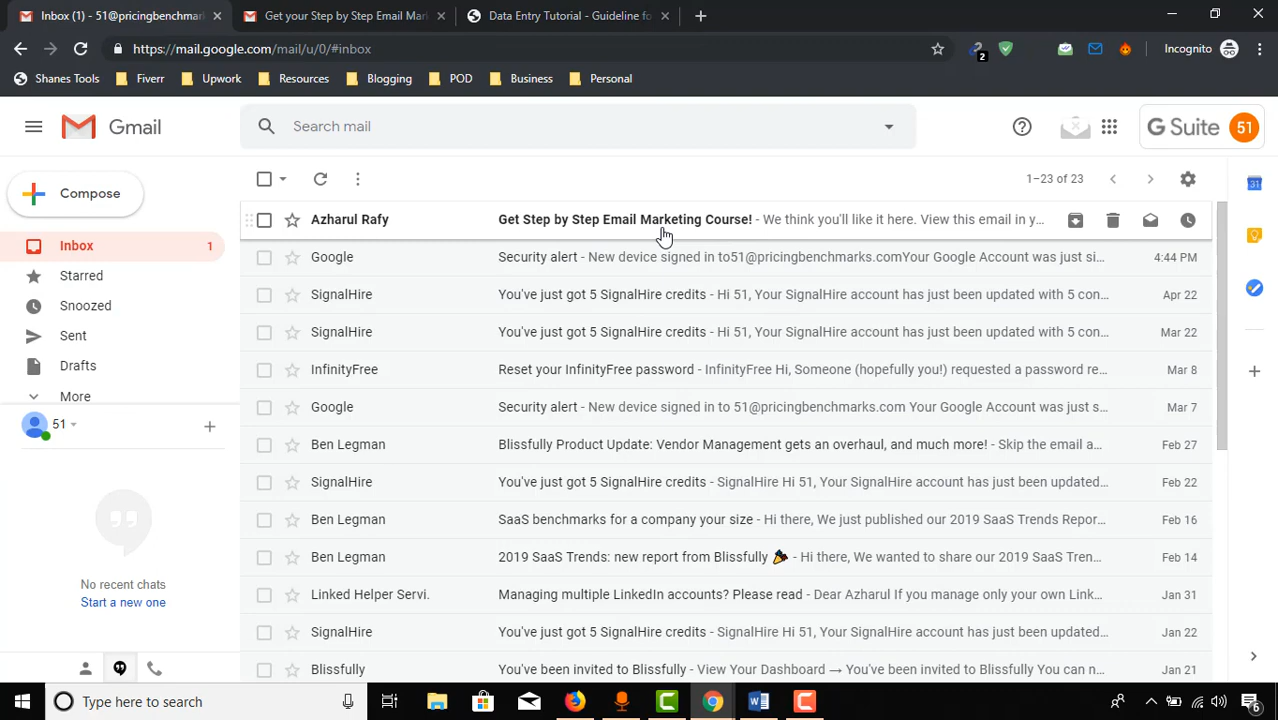 Inbox (1) - 51@pricingbenchmark
Get your Step by Step Email Mar
Data Entry Tutorial - Guideline fo
https://mail.google.com/mail/u/0/#inbox
2
Incognito
Shanes Tools
Fiverr
Upwork
Resources
Blogging
POD
Business
Personal
Gmail
Search mail
G Suite
51
Compose
1–23 of 23
31
Inbox
1
Starred
Snoozed
Sent
Drafts
More
51
No recent chats
Start a new one
Azharul Rafy Get Step by Step Email Marketing Course! - We think you'll like it here. View this email in y...
Google Security alert - New device signed in to51@pricingbenchmarks.comYour Google Account was just si... 4:44 PM
SignalHire You've just got 5 SignalHire credits - Hi 51, Your SignalHire account has just been updated with 5 con... Apr 22
SignalHire You've just got 5 SignalHire credits - Hi 51, Your SignalHire account has just been updated with 5 con... Mar 22
InfinityFree Reset your InfinityFree password - InfinityFree Hi, Someone (hopefully you!) requested a password re... Mar 8
Google Security alert - New device signed in to 51@pricingbenchmarks.com Your Google Account was just s... Mar 7
Ben Legman Blissfully Product Update: Vendor Management gets an overhaul, and much more! - Skip the email a... Feb 27
SignalHire You've just got 5 SignalHire credits - SignalHire Hi 51, Your SignalHire account has just been updated... Feb 22
Ben Legman SaaS benchmarks for a company your size - Hi there, We just published our 2019 SaaS Trends Repor... Feb 16
Ben Legman 2019 SaaS Trends: new report from Blissfully 🎉 - Hi there, We wanted to share our 2019 SaaS Tren... Feb 14
Linked Helper Servi. Managing multiple LinkedIn accounts? Please read - Dear Azharul If you manage only your own Link... Jan 31
SignalHire You've just got 5 SignalHire credits - SignalHire Hi 51, Your SignalHire account has just been updated... Jan 22
Blissfully You've been invited to Blissfully - View Your Dashboard → You've been invited to Blissfully You can n... Jan 21
Type here to search
6